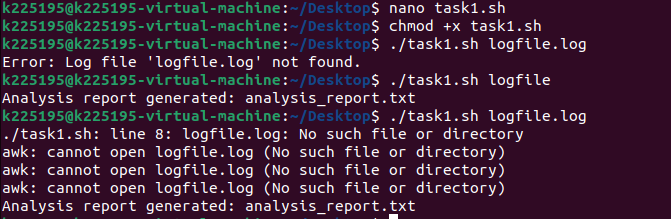 k225195@k225195-virtual-machine:~/Desktop$ nano task1.sh
k225195@k225195-virtual-machine:~/Desktop$ chmod +x task1.sh
k225195@k225195-virtual-machine:~/Desktop$ ./task1.sh logfile.log
Error: Log file 'logfile.log' not found.
k225195@k225195-virtual-machine:~/Desktop$ ./task1.sh logfile
Analysis report generated: analysis_report.txt
k225195@k225195-virtual-machine:~/Desktop$ ./task1.sh logfile.log
./task1.sh: line 8: logfile.log: No such file or directory
awk: cannot open logfile.log (No such file or directory)
awk: cannot open logfile.log (No such file or directory)
awk: cannot open logfile.log (No such file or directory)
Analysis report generated: analysis_report.txt